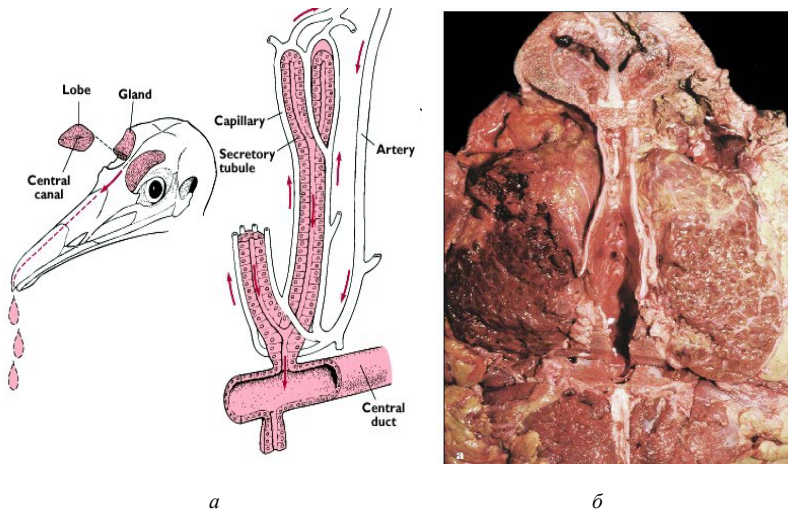 Lobe
Gland
Central
canal
Capillary
Secretory
tubule
Artery
Central
duct
a
а
б